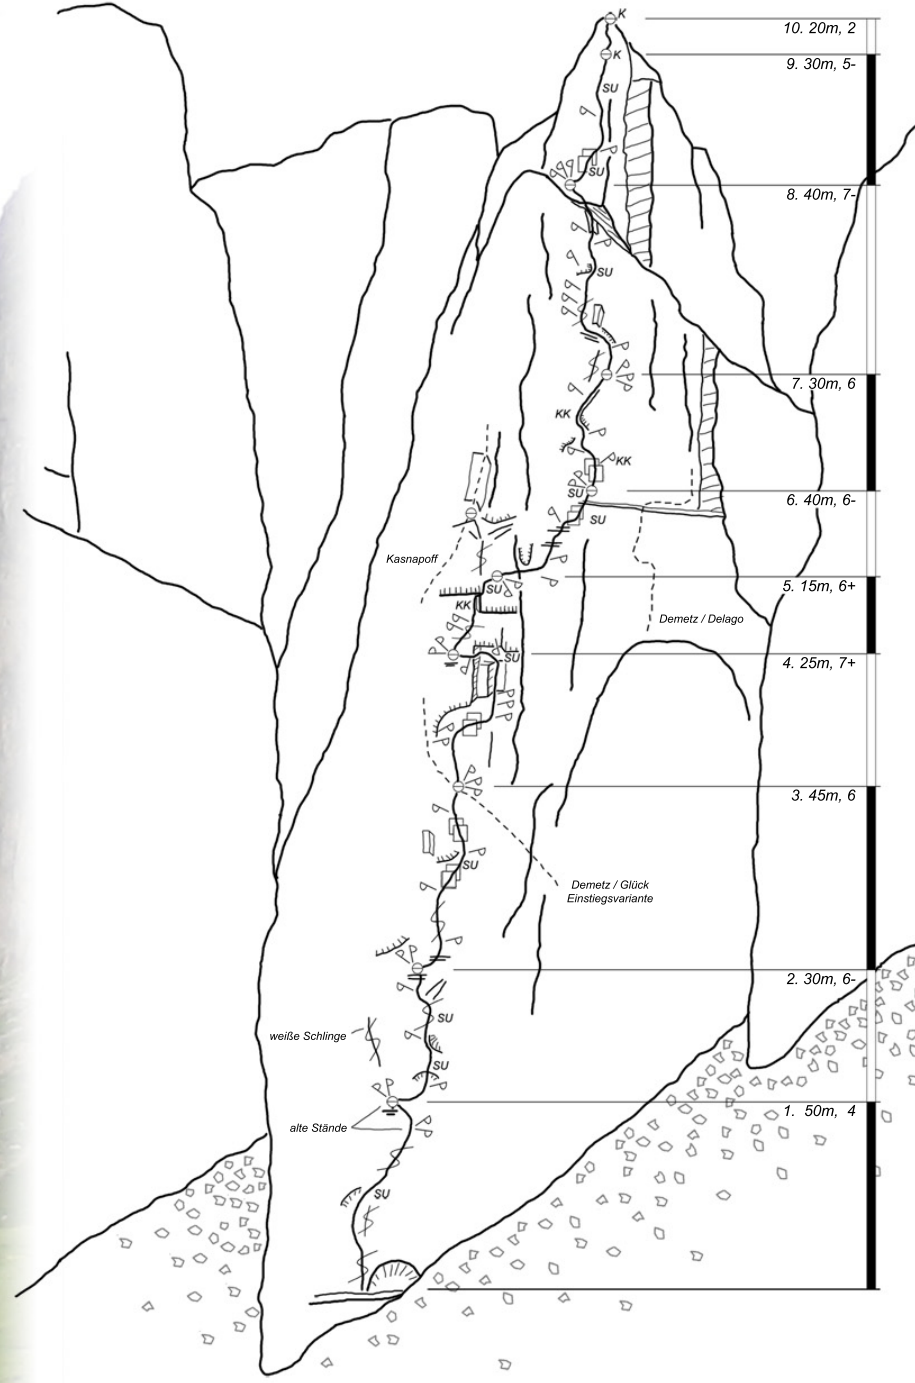 K
10. 20m, 2
K
9. 30m, 5-
SU
SU
8. 40m, 7-
SU
7. 30m, 6
KK
KK
SU
6. 40m, 6-
SU
Kasnapoff
SU
5. 15m, 6+
KK
Demetz / Delago
SU
4. 25m, 7+
3. 45m, 6
SU
Demetz / Glück
Einstiegsvariante
2. 30m, 6-
SU
weiße Schlinge
SU
1. 50m, 4
alte Stände
SU